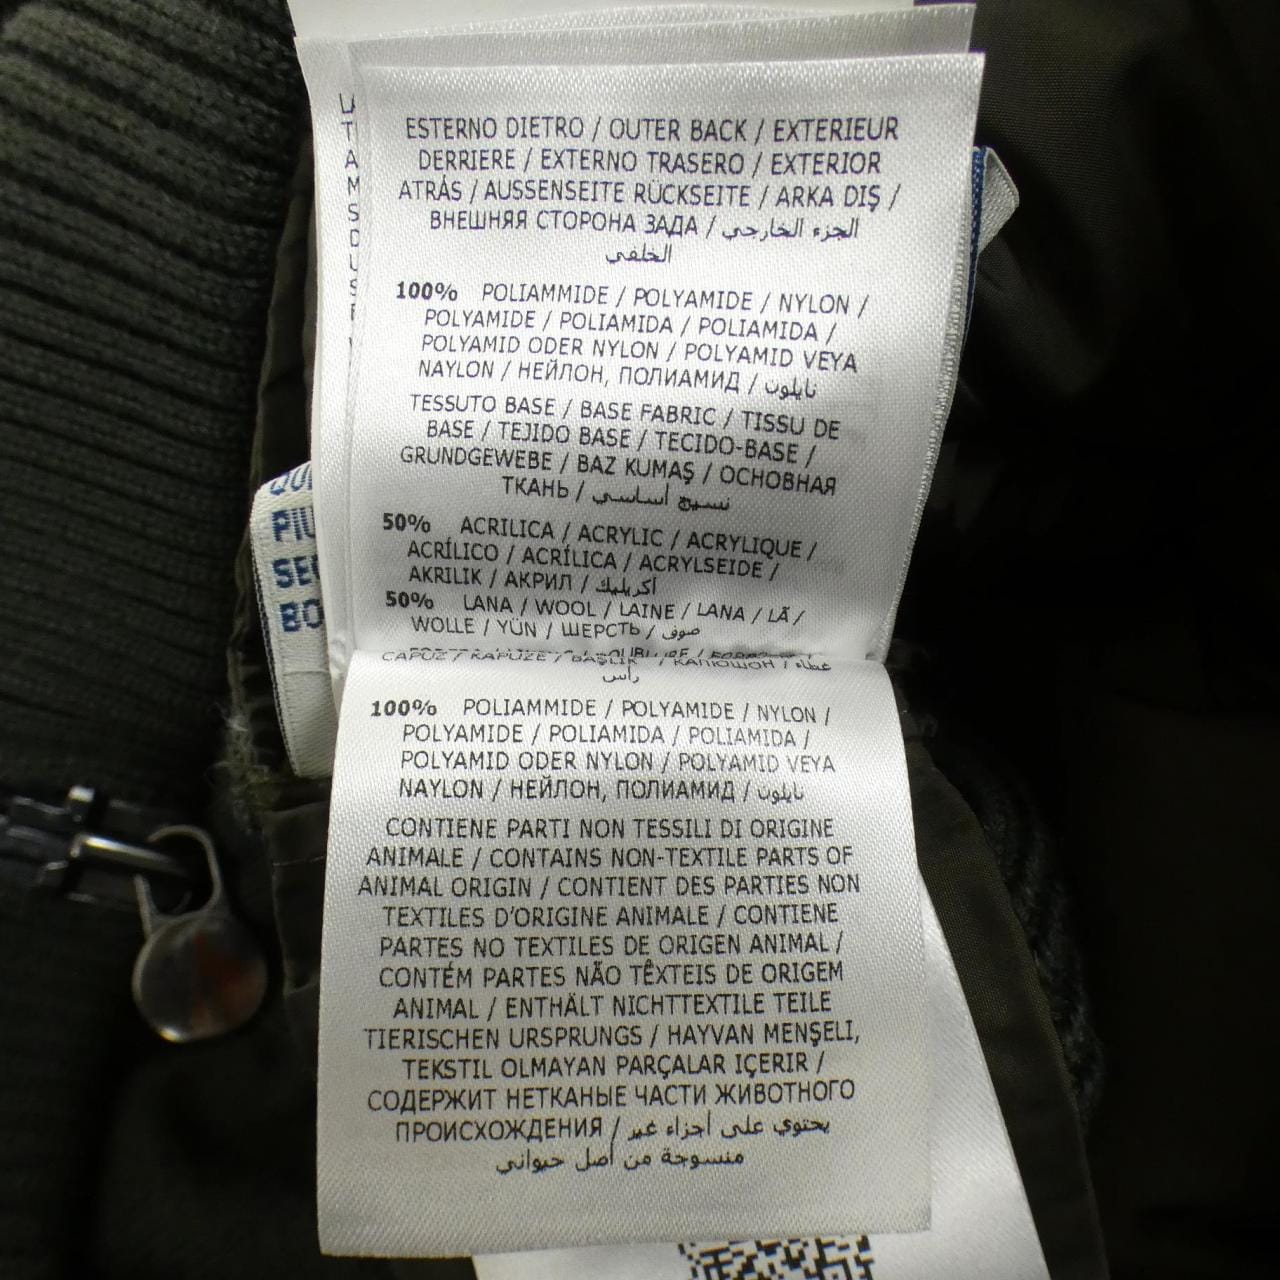 ESTERNO DIETRO / OUTER BACK / EXTERIEUR
DERRIERE / EXTERNO TRASERO / EXTERIOR
ATRÁS / AUSSENSEITE RÜCKSEITE / ARKA DIŞ /
ВНЕШНЯЯ СТОРОНА ЗАДА / الجزء الخارجي
الخلفي
100% POLIAMMIDE / POLYAMIDE / NYLON /
POLYAMIDE / POLIAMIDA / POLIAMIDA /
POLYAMID ODER NYLON / POLYAMID VEYA
NAYLON / НЕЙЛОН, ПОЛИАМИД / نايلون
TESSUTO BASE / BASE FABRIC / TISSU DE
BASE / TEJIDO BASE / TECIDO-BASE /
GRUNDGEWEBE / BAZ KUMAŞ / ОСНОВНАЯ
ТКАНЬ / نسيج أساسي
50% ACRILICA / ACRYLIC / ACRYLIQUE /
ACRÍLICO / ACRÍLICA / ACRYLSEIDE /
AKRILIK / АКРИЛ / أكريليك
50% LANA / WOOL / LAINE / LANA / LÃ /
WOLLE / YÜN / ШЕРСТЬ / صوف
CAPUZ / KAPUZE / BAŞLIK / КАПЮШОН / غطاء
رأس
100% POLIAMMIDE / POLYAMIDE / NYLON /
POLYAMIDE / POLIAMIDA / POLIAMIDA /
POLYAMID ODER NYLON / POLYAMID VEYA
NAYLON / НЕЙЛОН, ПОЛИАМИД / نايلون
CONTIENE PARTI NON TESSILI DI ORIGINE
ANIMALE / CONTAINS NON-TEXTILE PARTS OF
ANIMAL ORIGIN / CONTIENT DES PARTIES NON
TEXTILES D'ORIGINE ANIMALE / CONTIENE
PARTES NO TEXTILES DE ORIGEN ANIMAL /
CONTÉM PARTES NÃO TÊXTEIS DE ORIGEM
ANIMAL / ENTHÄLT NICHTTEXTILE TEILE
TIERISCHEN URSPRUNGS / HAYVAN MENŞELI,
TEKSTIL OLMAYAN PARÇALAR IÇERIR /
СОДЕРЖИТ НЕТКАНЫЕ ЧАСТИ ЖИВОТНОГО
ПРОИСХОЖДЕНИЯ / يحتوي على أجزاء غير
منسوجة من أصل حيواني